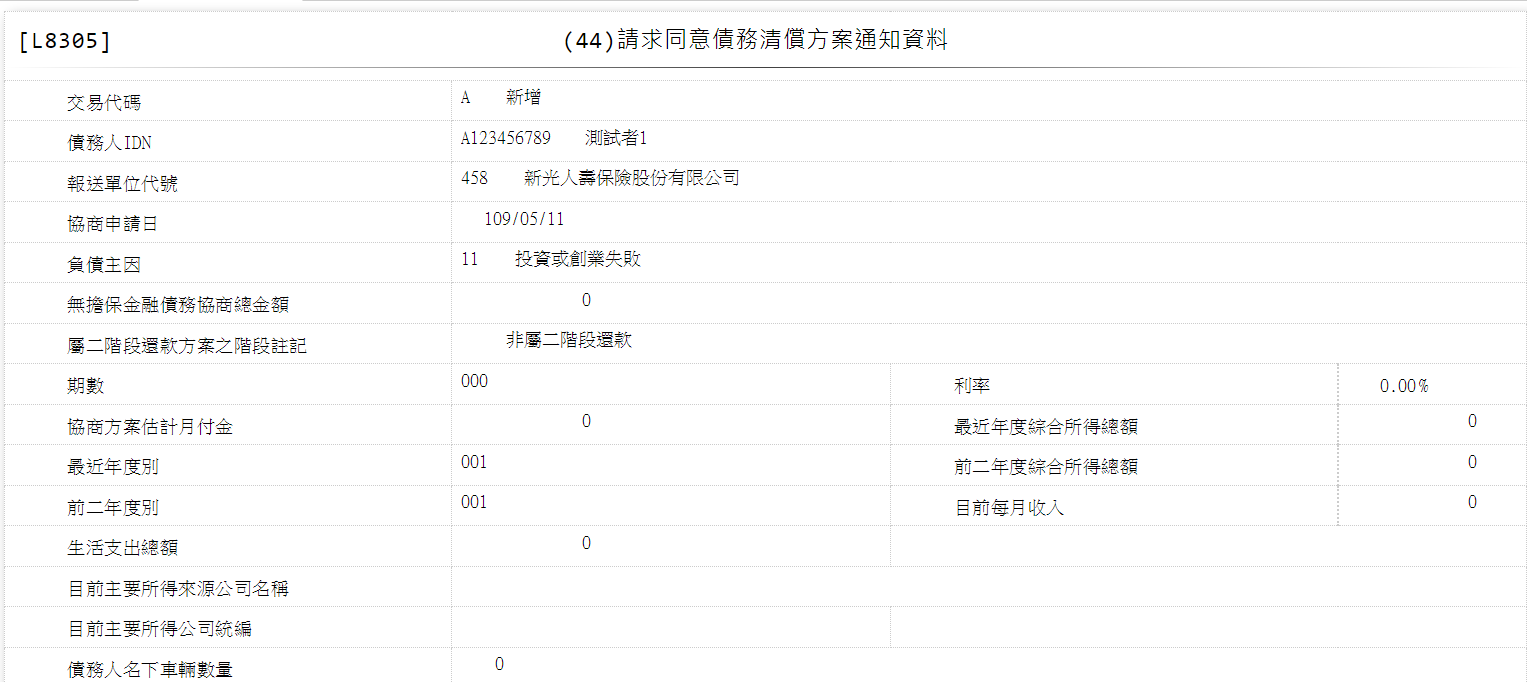 [L8305] (44)請求同意債務清償方案通知資料
交易代碼 A 新增
債務人IDN A123456789 測試者1
報送單位代號 458 新光人壽保險股份有限公司
協商申請日 109/05/11
負債主因 11 投資或創業失敗
無擔保金融債務協商總金額 0
屬二階段還款方案之階段註記 非屬二階段還款
期數 000 利率 0.00%
協商方案估計月付金 0 最近年度綜合所得總額 0
最近年度別 001 前二年度綜合所得總額 0
前二年度別 001 目前每月收入 0
生活支出總額 0
目前主要所得來源公司名稱
目前主要所得公司統編
債務人名下車輛數量 0